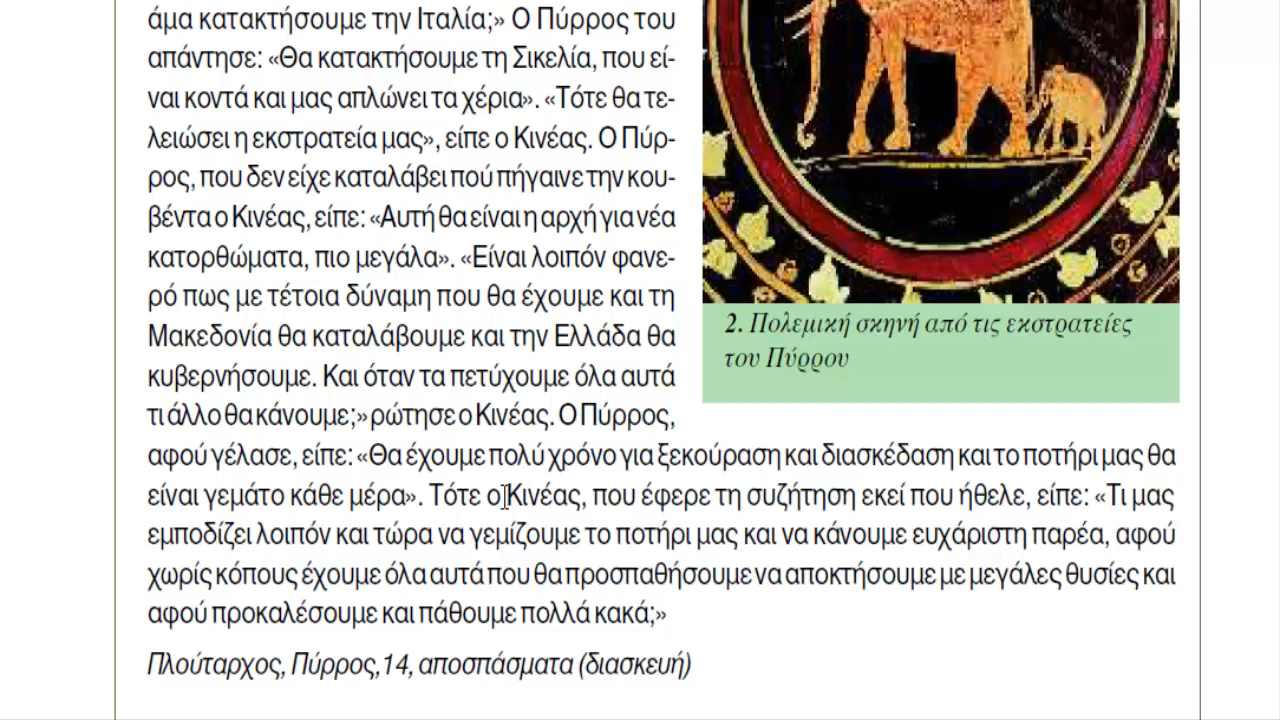 άμα κατακτήσουμε την Ιταλία;» Ο Πύρρος του
απάντησε: «Θα κατακτήσουμε τη Σικελία, που εί-
ναι κοντά και μας απλώνει τα χέρια». «Τότε θα τε-
λειώσει η εκστρατεία μας», είπε ο Κινέας. Ο Πύρ-
ρος, που δεν είχε καταλάβει πού πήγαινε την κου-
βέντα ο Κινέας, είπε: «Αυτή θα είναι η αρχή για νέα
κατορθώματα, πιο μεγάλα». «Είναι λοιπόν φανε-
ρό πως με τέτοια δύναμη που θα έχουμε και τη
Μακεδονία θα καταλάβουμε και την Ελλάδα θα
κυβερνήσουμε. Και όταν τα πετύχουμε όλα αυτά
τι άλλο θα κάνουμε;» ρώτησε ο Κινέας. Ο Πύρρος,
αφού γέλασε, είπε: «Θα έχουμε πολύ χρόνο για ξεκούραση και διασκέδαση και το ποτήρι μας θα
είναι γεμάτο κάθε μέρα». Τότε ο Κινέας, που έφερε τη συζήτηση εκεί που ήθελε, είπε: «Τι μας
εμποδίζει λοιπόν και τώρα να γεμίζουμε το ποτήρι μας και να κάνουμε ευχάριστη παρέα, αφού
χωρίς κόπους έχουμε όλα αυτά που θα προσπαθήσουμε να αποκτήσουμε με μεγάλες θυσίες και
αφού προκαλέσουμε και πάθουμε πολλά κακά;»
Πλούταρχος, Πύρρος,14, αποσπάσματα (διασκευή)
2. Πολεμική σκηνή από τις εκστρατείες
του Πύρρου